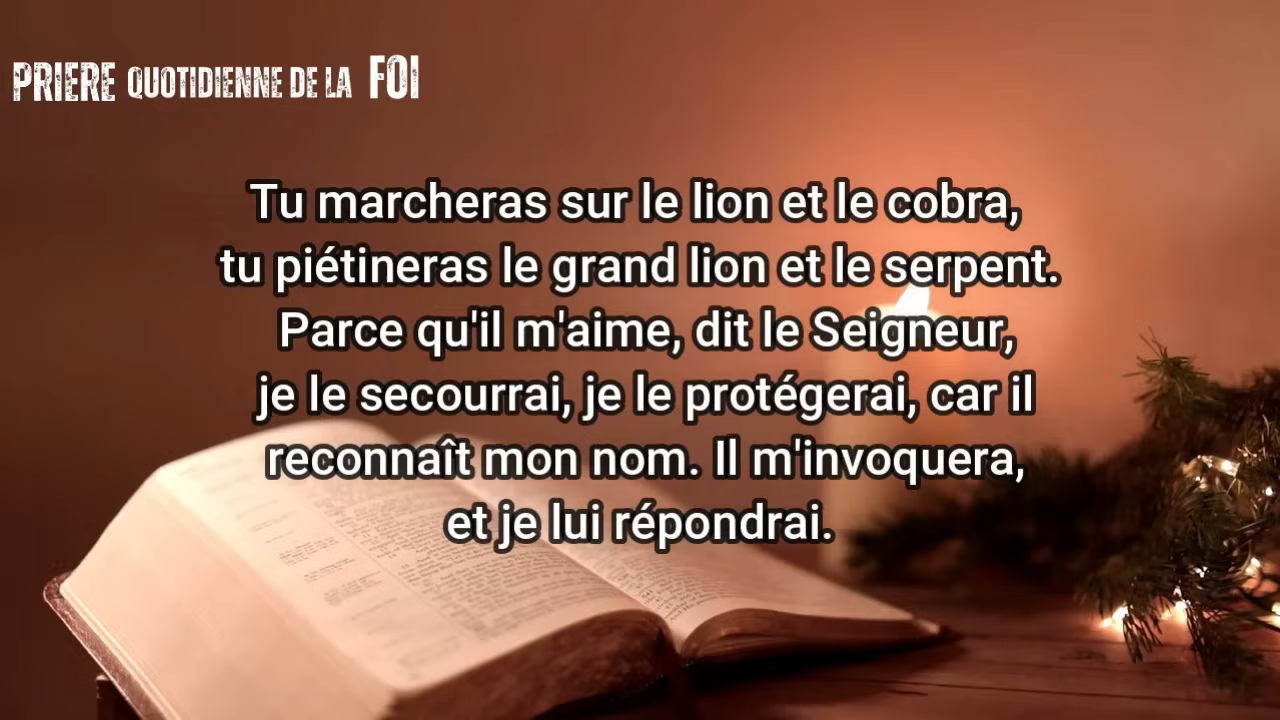 PRIERE QUOTIDIENNE DE LA FOI
Tu marcheras sur le lion et le cobra,
tu piétineras le grand lion et le serpent.
Parce qu'il m'aime, dit le Seigneur,
je le secourrai, je le protégerai, car il
reconnaît mon nom. Il m'invoquera,
et je lui répondrai.